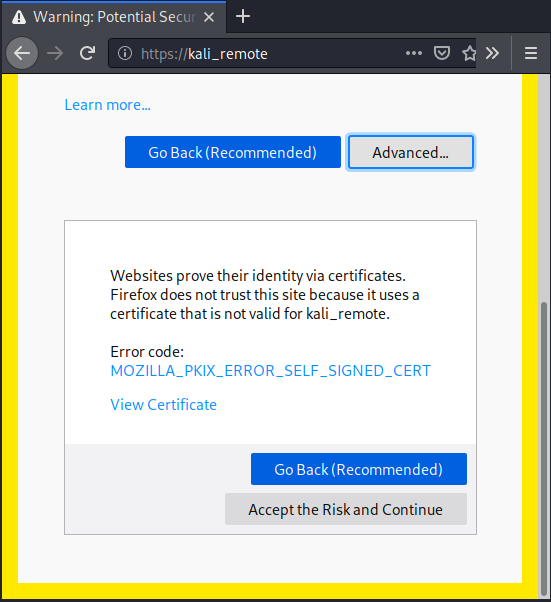 Warning: Potential Secur
https://kali_remote
Learn more...
Go Back (Recommended)
Advanced...
Websites prove their identity via certificates.
Firefox does not trust this site because it uses a
certificate that is not valid for kali_remote.
Error code:
MOZILLA_PKIX_ERROR_SELF_SIGNED_CERT
View Certificate
Go Back (Recommended)
Accept the Risk and Continue